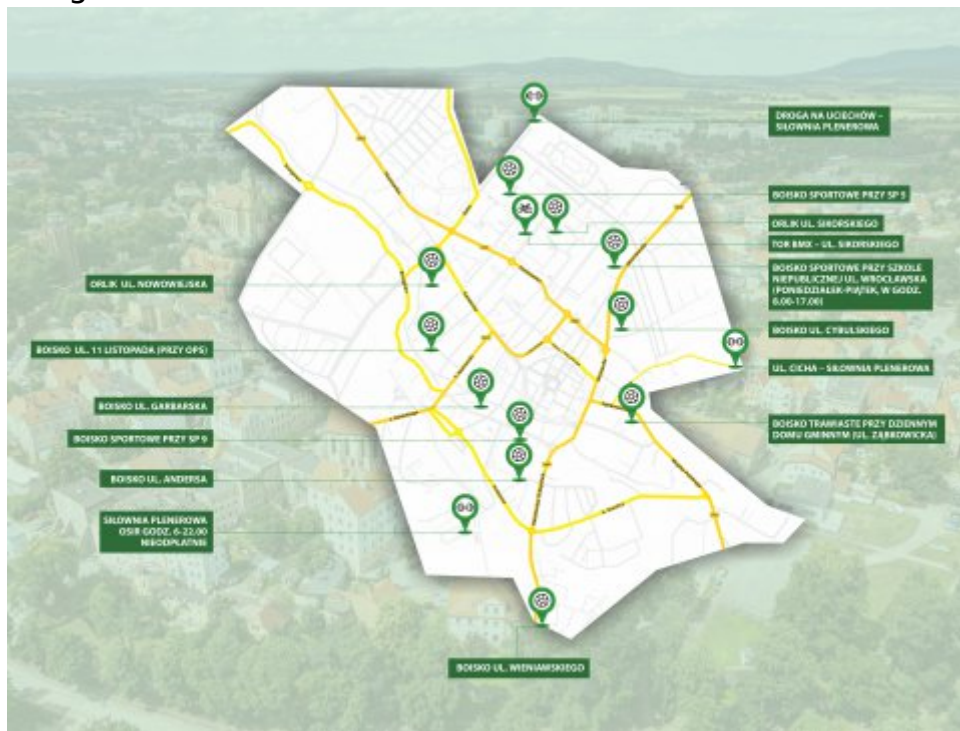 DROGA NA UCIECHÓW –
SIŁOWNIA PLENEROWA
BOISKO SPORTOWE PRZY SP 5
ORLIK UL. SIKORSKIEGO
TOR BMX – UL. SIKORSKIEGO
BOISKO SPORTOWE PRZY SZKOLE
NIEPUBLICZNEJ UL. WROCŁAWSKA
(PONIEDZIAŁEK-PIĄTEK, W GODZ.
8.00-17.00)
BOISKO UL. CYBULSKIEGO
UL. CICHA – SIŁOWNIA PLENEROWA
BOISKO TRAWIASTE PRZY DZIENNYM
DOMU GMINNYM (UL. ZĄBKOWICKA)
ORLIK UL. NOWOWIEJSKA
BOISKO UL. 11 LISTOPADA (PRZY OPS)
BOISKO UL. GARBARSKA
BOISKO SPORTOWE PRZY SP 9
BOISKO UL. ANDERSA
SIŁOWNIA PLENEROWA
OSIR GODZ. 6-22.00
NIEODPŁATNIE
BOISKO UL. WIENIAWSKIEGO